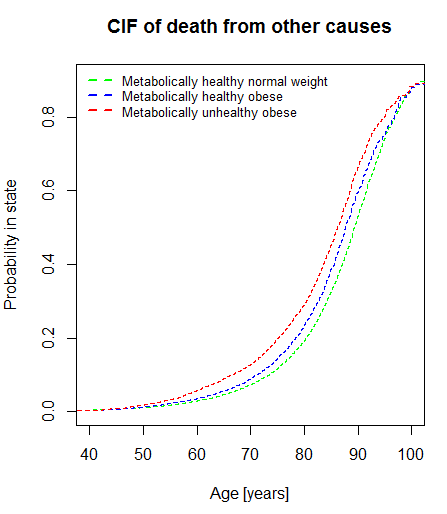 CIF of death from other causes
Metabolically healthy normal weight
Metabolically healthy obese
Metabolically unhealthy obese
Probability in state
0.8
0.6
0.4
0.2
0.0
40 50 60 70 80 90 100
Age [years]